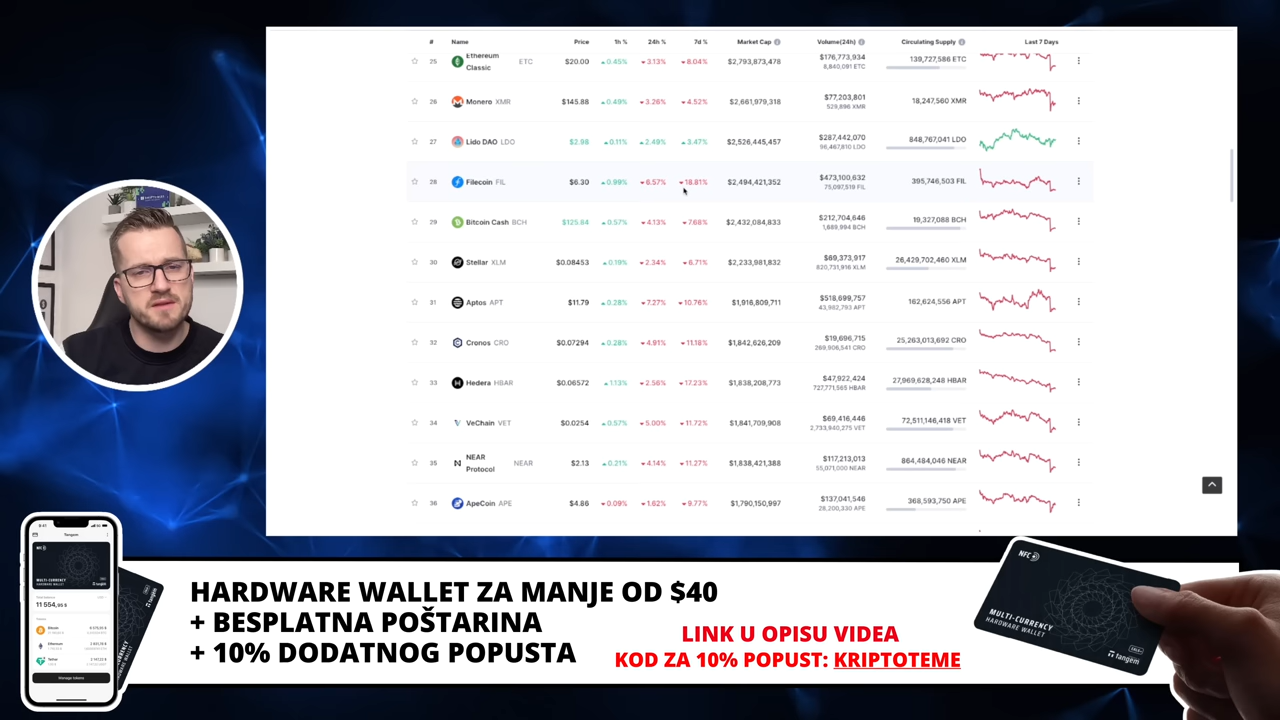 # Name Price 1h % 24h % 7d % Market Cap Volume(24h) Circulating Supply Last 7 Days
25 Ethereum Classic ETC $20.00 0.45% 3.13% 8.04% $2,793,873,478 $176,773,934 139,727,586 ETC
8,840,091 ETC
26 Monero XMR $145.88 0.49% 3.26% 4.52% $2,661,979,318 $77,203,801 18,247,560 XMR
529,896 XMR
27 Lido DAO LDO $2.98 0.11% 2.49% 3.47% $2,526,445,457 $287,442,070 848,767,041 LDO
96,467,810 LDO
28 Filecoin FIL $6.30 0.99% 6.57% 18.81% $2,494,421,352 $473,100,632 395,746,503 FIL
75,097,519 FIL
29 Bitcoin Cash BCH $125.84 4.13% 0.57% 7.68% $2,432,084,833 $212,704,646 19,327,088 BCH
1,689,994 BCH
30 Stellar XLM $0.08453 0.19% 2.34% 6.71% $2,233,981,832 $69,373,917 26,429,702,460 XLM
820,731,916 XLM
31 Aptos APT $11.79 0.28% 7.27% 10.76% $1,916,809,711 $518,699,757 162,624,556 APT
43,982,793 APT
32 Cronos CRO $0.07294 0.28% 4.91% 11.18% $1,842,626,209 $19,696,715 25,263,013,692 CRO
269,906,541 CRO
33 Hedera HBAR $0.06572 1.13% 2.56% 17.23% $1,838,208,773 $47,922,424 27,969,628,248 HBAR
727,771,565 HBAR
34 VeChain VET $0.0254 0.57% 5.00% 11.72% $1,841,709,908 $69,416,446 72,511,146,418 VET
2,733,940,275 VET
35 NEAR Protocol NEAR $2.13 0.21% 4.14% 11.27% $1,838,421,388 $117,213,013 864,484,046 NEAR
55,071,000 NEAR
36 ApeCoin APE $4.86 0.09% 1.62% 9.77% $1,790,150,997 $137,041,546 368,593,750 APE
28,200,330 APE
HARDWARE WALLET ZA MANJE OD $40
+ BESPLATNA POŠTARINA
+ 10% DODATNOG POPUSTA
LINK U OPISU VIDEA
KOD ZA 10% POPUST: KRIPTOTEME
Tangem
MULTI-CURRENCY
HARDWARE WALLET
11 554,95 $
Bitcoin
Ethereum
Tether
Manage tokens
tangem
NFC
MULTI-CURRENCY
HARDWARE WALLET
tangem